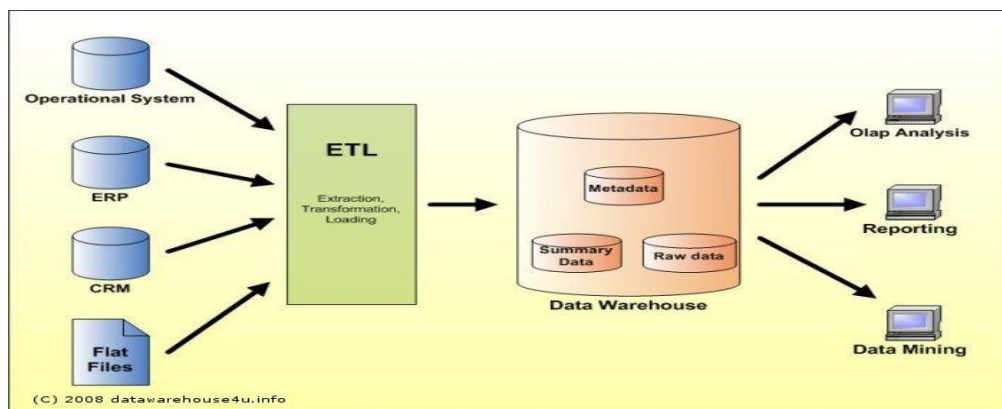 Operational System
ERP
CRM
Flat
Files
ETL
Extraction,
Transformation,
Loading
Metadata
Summary
Data
Raw data
Data Warehouse
Olap Analysis
Reporting
Data Mining
(C) 2008 datawarehouse4u.info